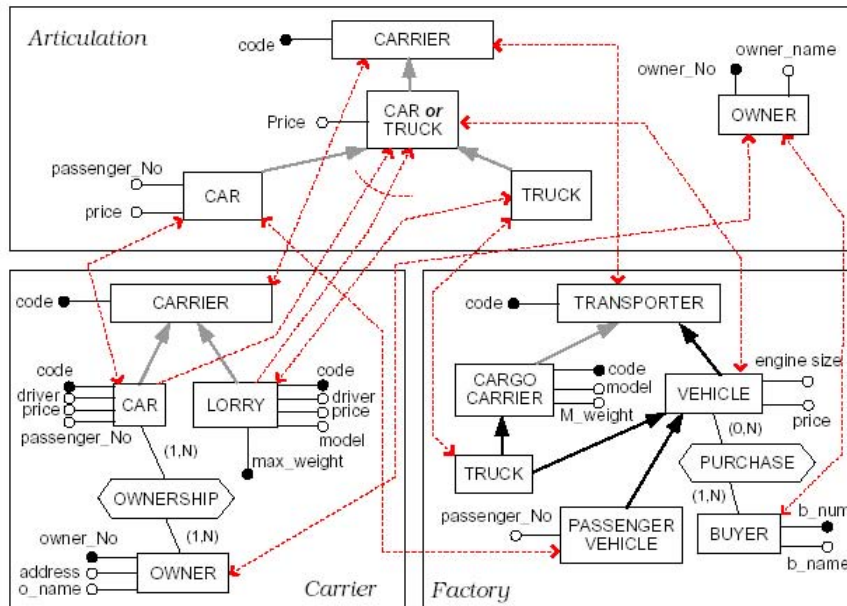 Articulation
code
CARRIER
owner_name
owner_No
OWNER
Price
CAR or
TRUCK
passenger_No
CAR
price
TRUCK
code
CARRIER
code
driver
price
passenger_No
CAR
LORRY
code
driver
price
model
max_weight
(1,N)
OWNERSHIP
(1,N)
owner_No
address
o_name
OWNER
Carrier
code
TRANSPORTER
CARGO
CARRIER
code
model
M_weight
VEHICLE
engine size
price
(0,N)
TRUCK
PURCHASE
(1,N)
passenger_No
PASSENGER
VEHICLE
BUYER
b_num
b_name
Factory